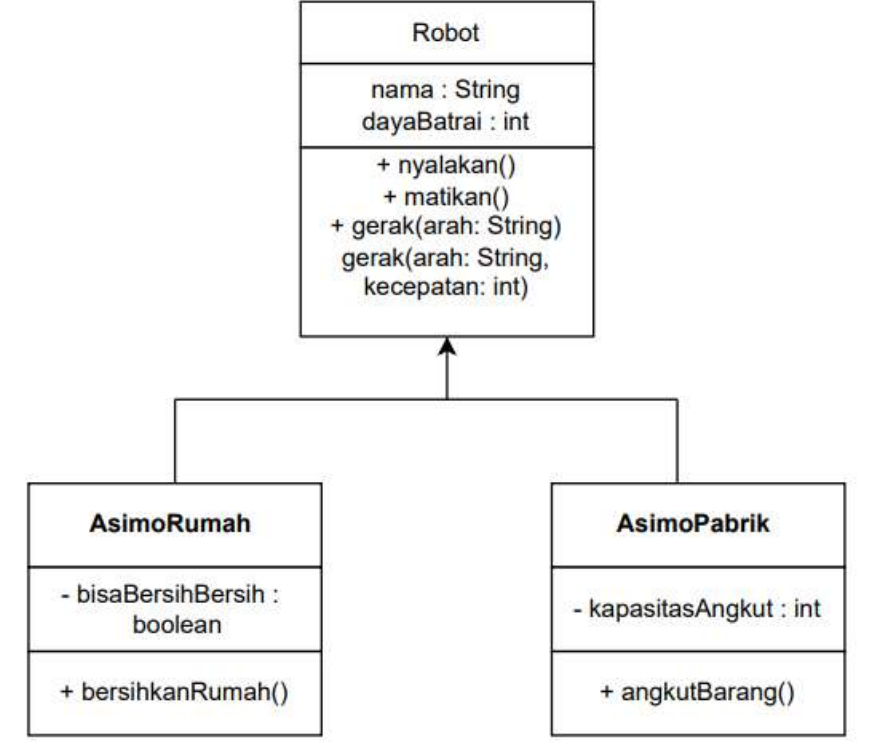 Robot
nama : String
dayaBatrai : int
+ nyalakan()
+ matikan()
+ gerak(arah: String)
gerak(arah: String,
kecepatan: int)
AsimoRumah
- bisaBersihBersih :
boolean
+ bersihkanRumah()
AsimoPabrik
- kapasitasAngkut : int
+ angkutBarang()